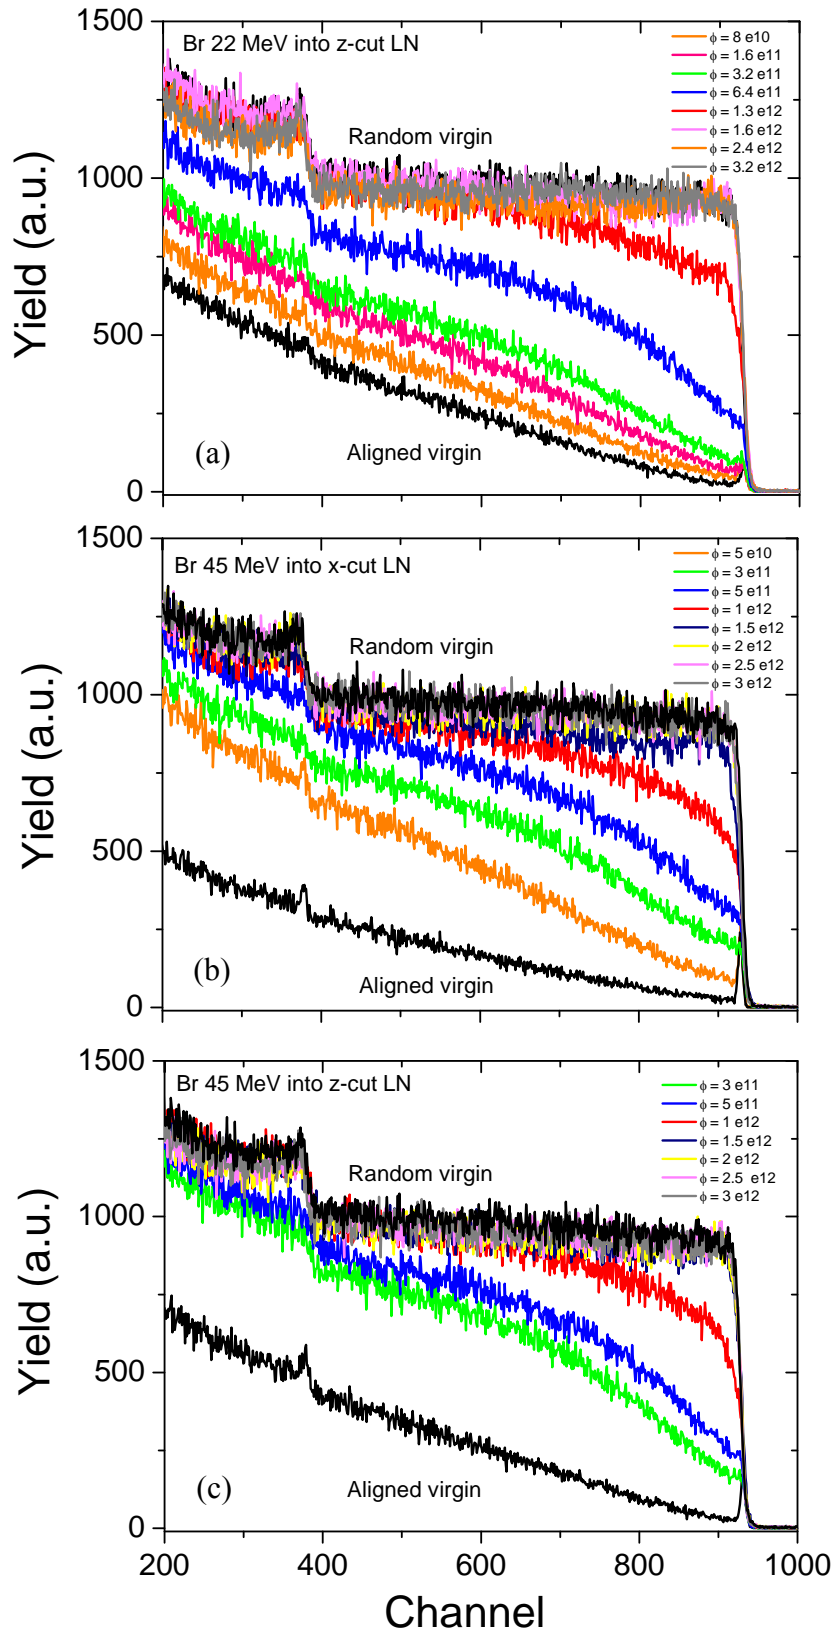 1500
Br 22 MeV into z-cut LN
ϕ = 8 e10
ϕ = 1.6 e11
ϕ = 3.2 e11
ϕ = 6.4 e11
ϕ = 1.3 e12
ϕ = 1.6 e12
ϕ = 2.4 e12
ϕ = 3.2 e12
Random virgin
1000
Yield (a.u.)
500
(a)
Aligned virgin
0
1500
Br 45 MeV into x-cut LN
ϕ = 5 e10
ϕ = 3 e11
ϕ = 5 e11
ϕ = 1 e12
ϕ = 1.5 e12
ϕ = 2 e12
ϕ = 2.5 e12
ϕ = 3 e12
Random virgin
1000
Yield (a.u.)
500
(b)
Aligned virgin
0
1500
Br 45 MeV into z-cut LN
ϕ = 3 e11
ϕ = 5 e11
ϕ = 1 e12
ϕ = 1.5 e12
ϕ = 2 e12
ϕ = 2.5 e12
ϕ = 3 e12
Random virgin
1000
Yield (a.u.)
500
(c)
Aligned virgin
0
200 400 600 800 1000
Channel